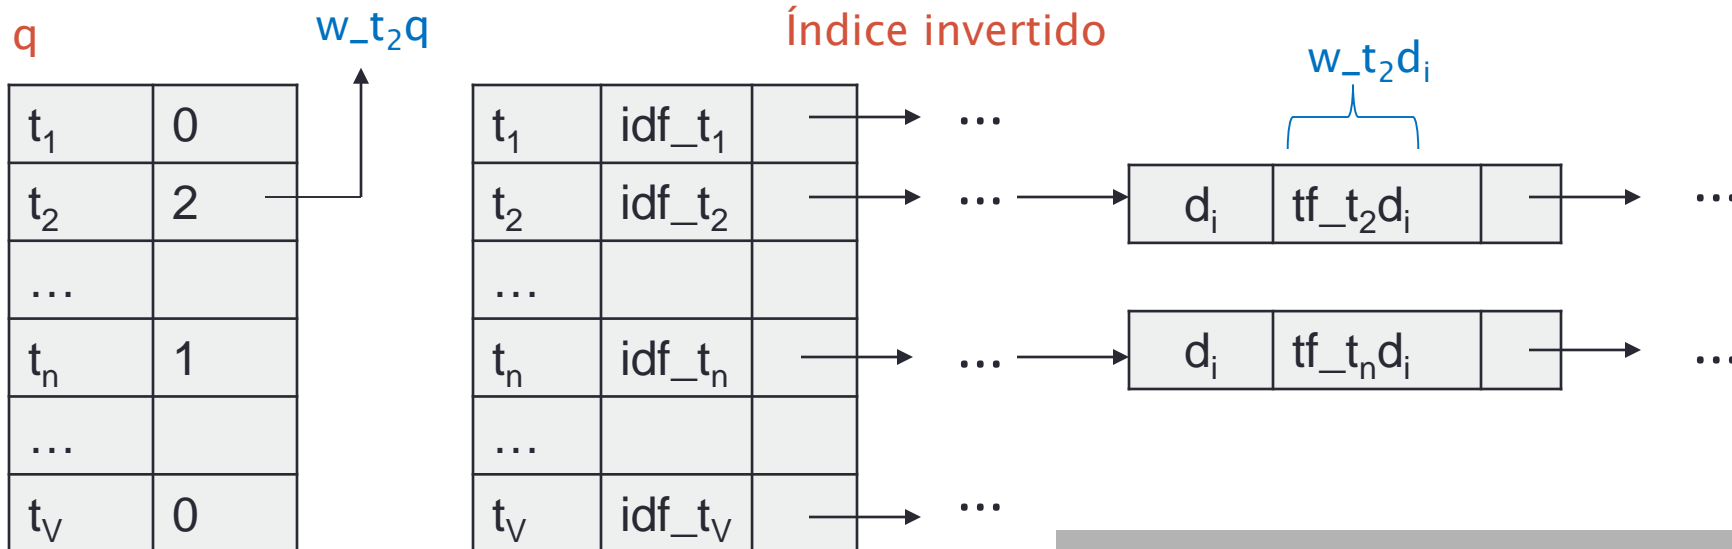 q w_t₂q Índice invertido w_t₂dᵢ
t₁ 0 t₁ idf_t₁ ...
t₂ 2 t₂ idf_t₂ ... dᵢ tf_t₂dᵢ ...
... ...
tₙ 1 tₙ idf_tₙ ... dᵢ tf_tₙdᵢ ...
... ...
t_V 0 t_V idf_t_V ...